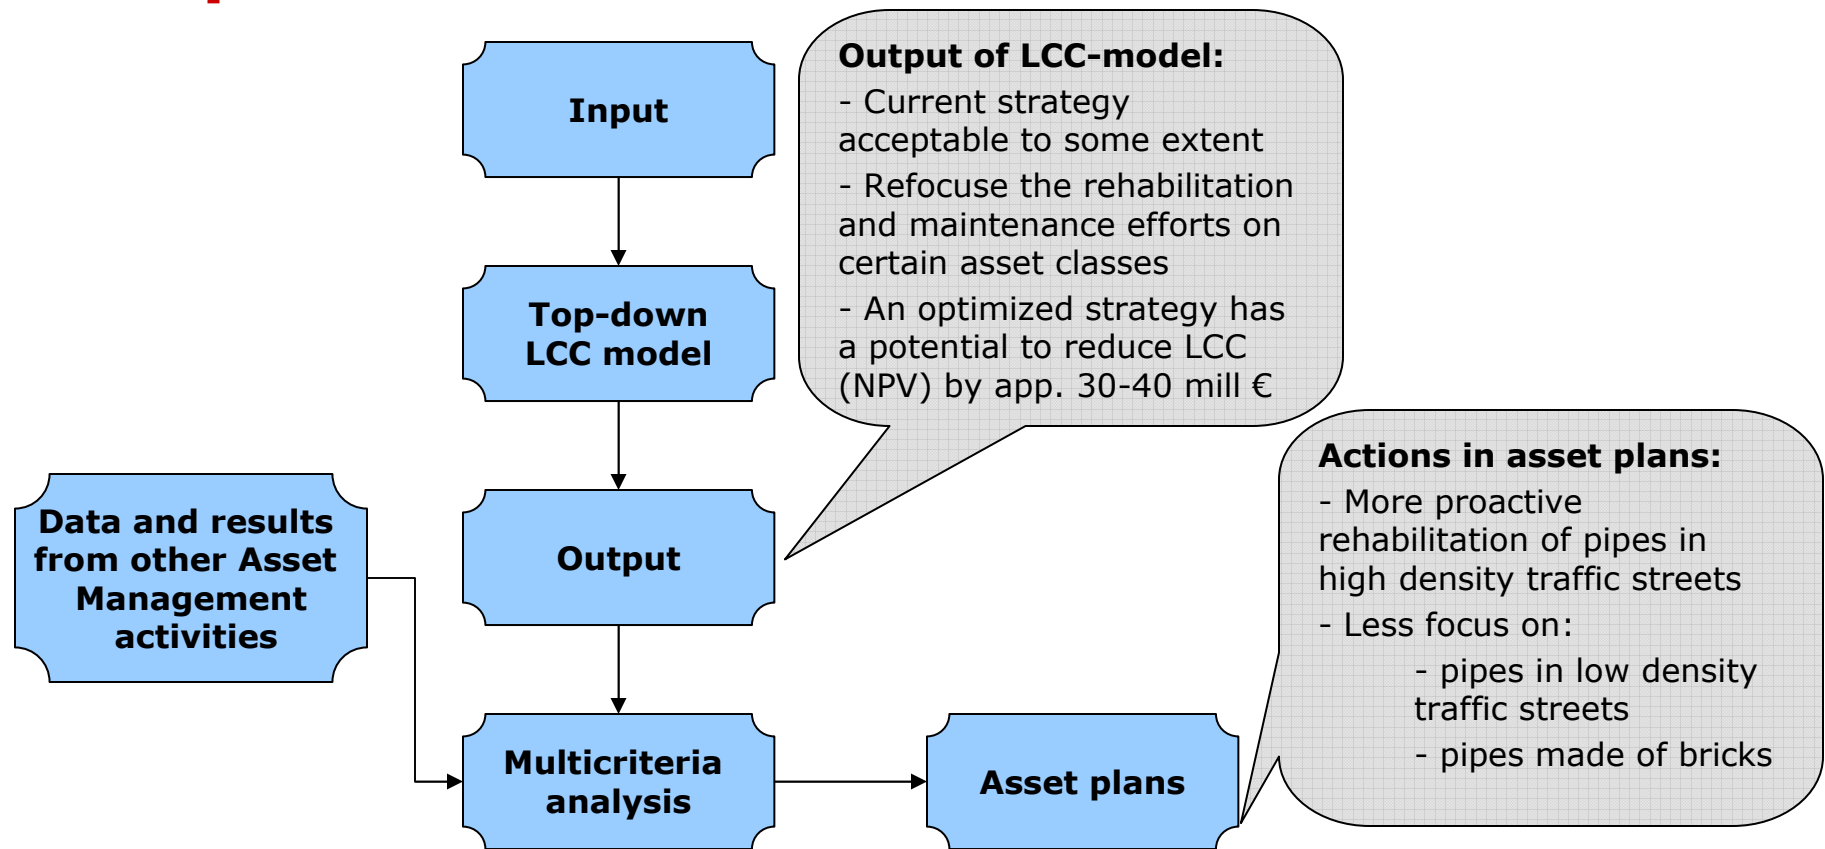 Input
Top-down
LCC model
Output
Data and results
from other Asset
Management
activities
Multicriteria
analysis
Asset plans
Output of LCC-model:
- Current strategy
acceptable to some extent
- Refocuse the rehabilitation
and maintenance efforts on
certain asset classes
- An optimized strategy has
a potential to reduce LCC
(NPV) by app. 30-40 mill €
Actions in asset plans:
- More proactive
rehabilitation of pipes in
high density traffic streets
- Less focus on:
- pipes in low density
traffic streets
- pipes made of bricks